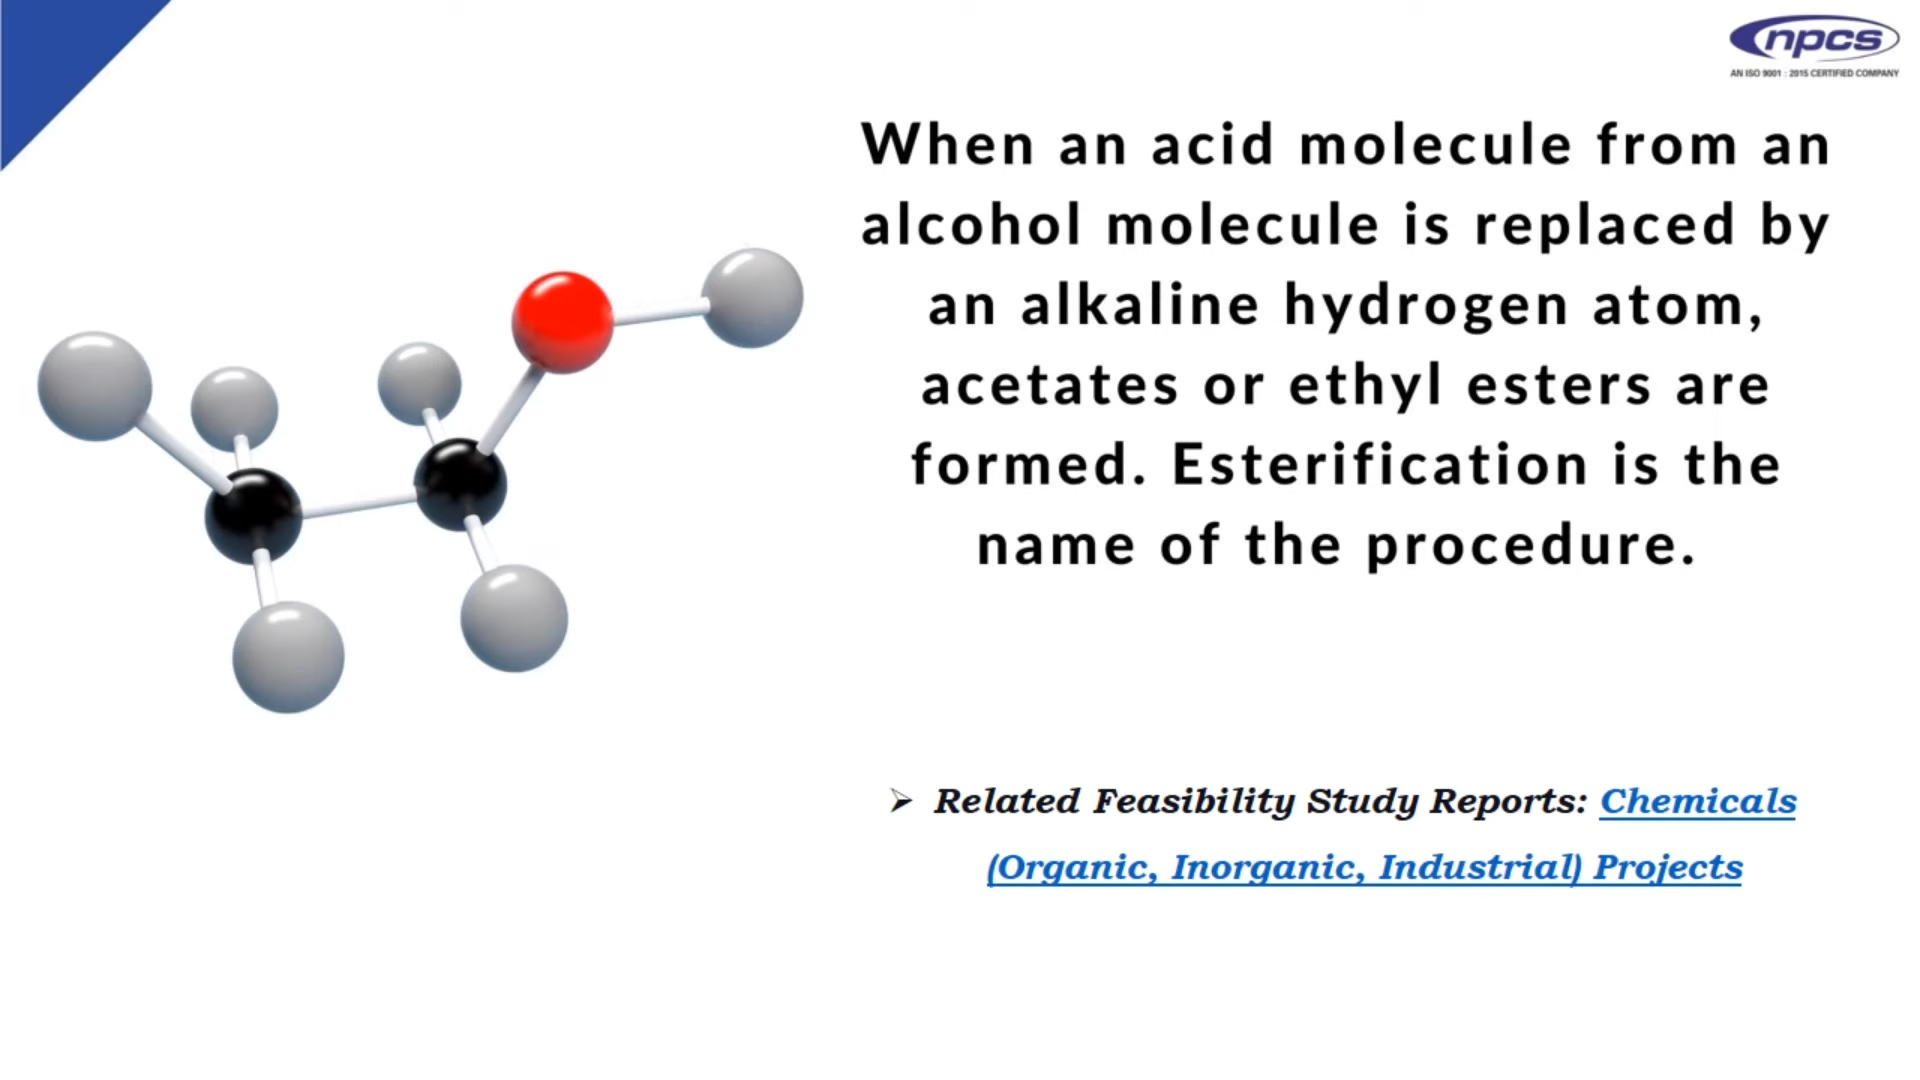 npcs
AN ISO 9001 : 2015 CERTIFIED COMPANY
When an acid molecule from an
alcohol molecule is replaced by
an alkaline hydrogen atom,
acetates or ethyl esters are
formed. Esterification is the
name of the procedure.
➢ Related Feasibility Study Reports: Chemicals
(Organic, Inorganic, Industrial) Projects